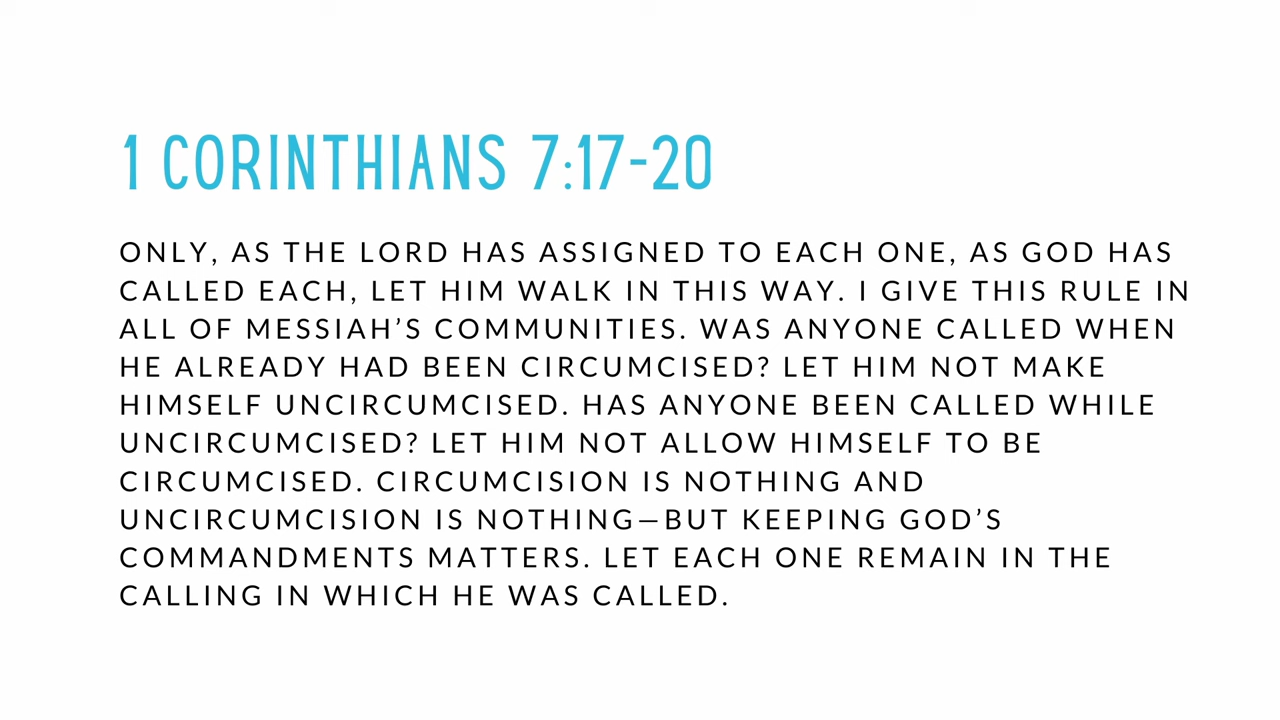 1 CORINTHIANS 7:17-20
ONLY, AS THE LORD HAS ASSIGNED TO EACH ONE, AS GOD HAS
CALLED EACH, LET HIM WALK IN THIS WAY. I GIVE THIS RULE IN
ALL OF MESSIAH’S COMMUNITIES. WAS ANYONE CALLED WHEN
HE ALREADY HAD BEEN CIRCUMCISED? LET HIM NOT MAKE
HIMSELF UNCIRCUMCISED. HAS ANYONE BEEN CALLED WHILE
UNCIRCUMCISED? LET HIM NOT ALLOW HIMSELF TO BE
CIRCUMCISED. CIRCUMCISION IS NOTHING AND
UNCIRCUMCISION IS NOTHING—BUT KEEPING GOD’S
COMMANDMENTS MATTERS. LET EACH ONE REMAIN IN THE
CALLING IN WHICH HE WAS CALLED.